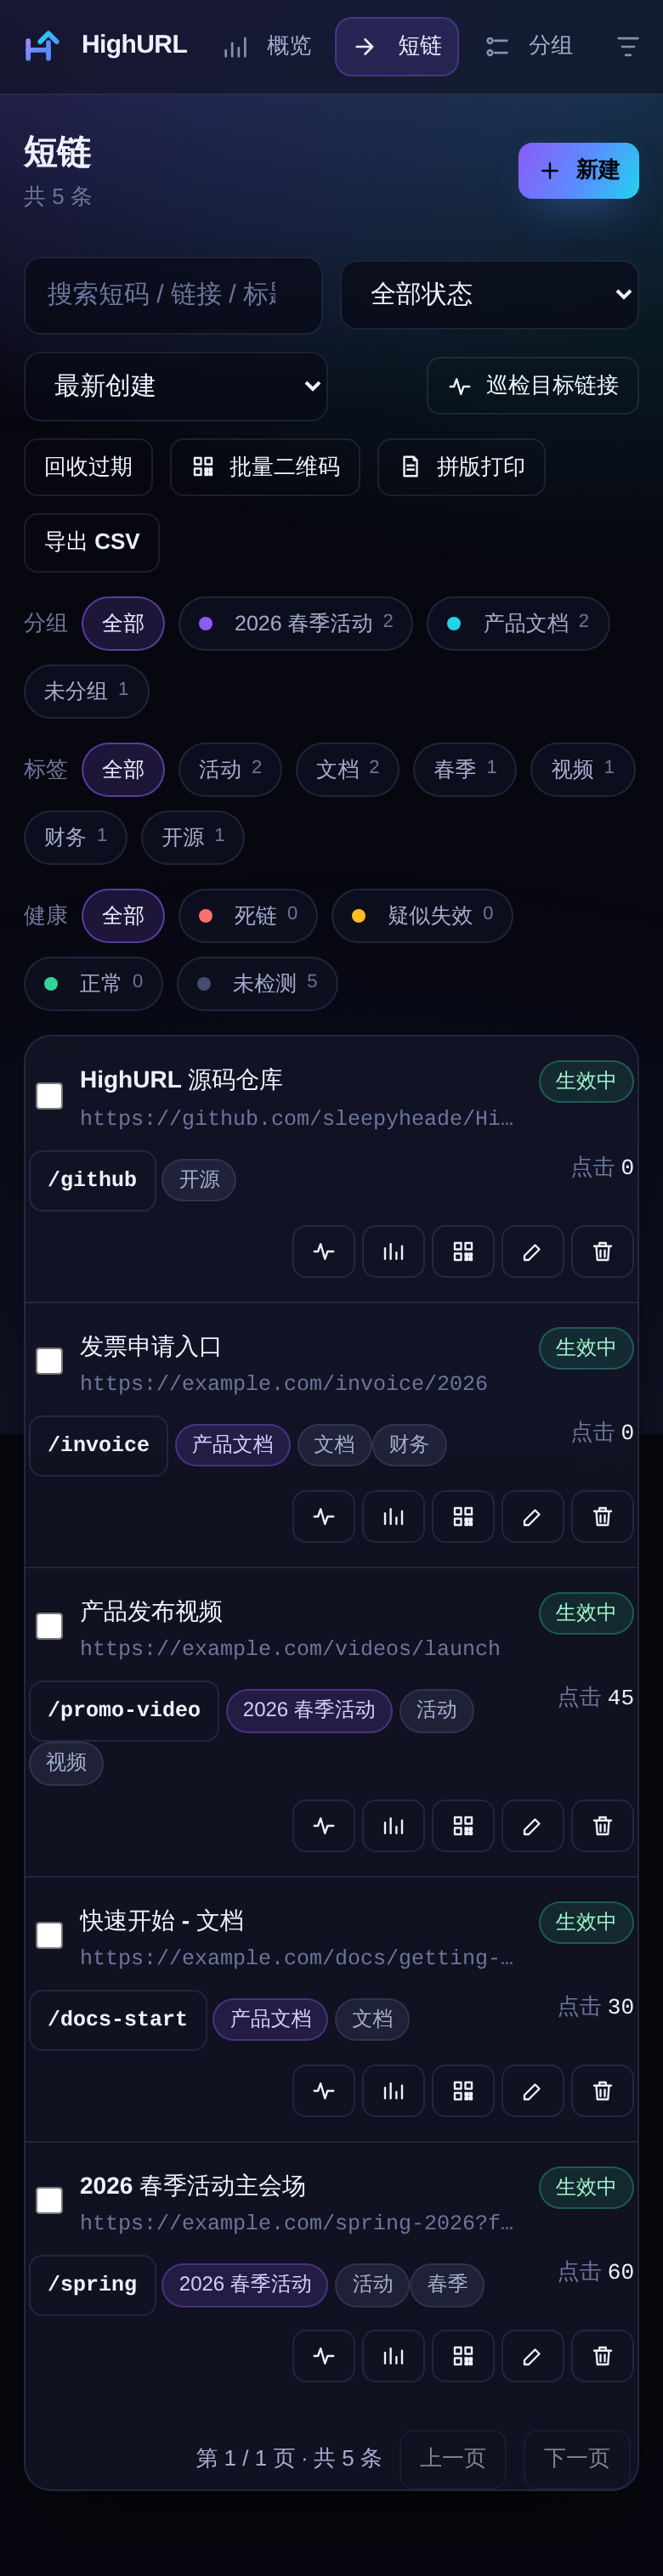 HighURL 概览 短链 分组
短链
共 5 条
新建
搜索短码 / 链接 / 标 全部状态
最新创建 巡检目标链接
回收过期 批量二维码 拼版打印
导出 CSV
分组 全部 2026 春季活动 2 产品文档 2
未分组 1
标签 全部 活动 2 文档 2 春季 1 视频 1
财务 1 开源 1
健康 全部 死链 0 疑似失效 0
正常 0 未检测 5
HighURL 源码仓库 生效中
https://github.com/sleepyheade/Hi…
/github 开源 点击 0
发票申请入口 生效中
https://example.com/invoice/2026
/invoice 产品文档 文档 财务 点击 0
产品发布视频 生效中
https://example.com/videos/launch
/promo-video 2026 春季活动 活动 点击 45
视频
快速开始 - 文档 生效中
https://example.com/docs/getting-…
/docs-start 产品文档 文档 点击 30
2026 春季活动主会场 生效中
https://example.com/spring-2026?f…
/spring 2026 春季活动 活动 春季 点击 60
第 1 / 1 页 · 共 5 条 上一页 下一页